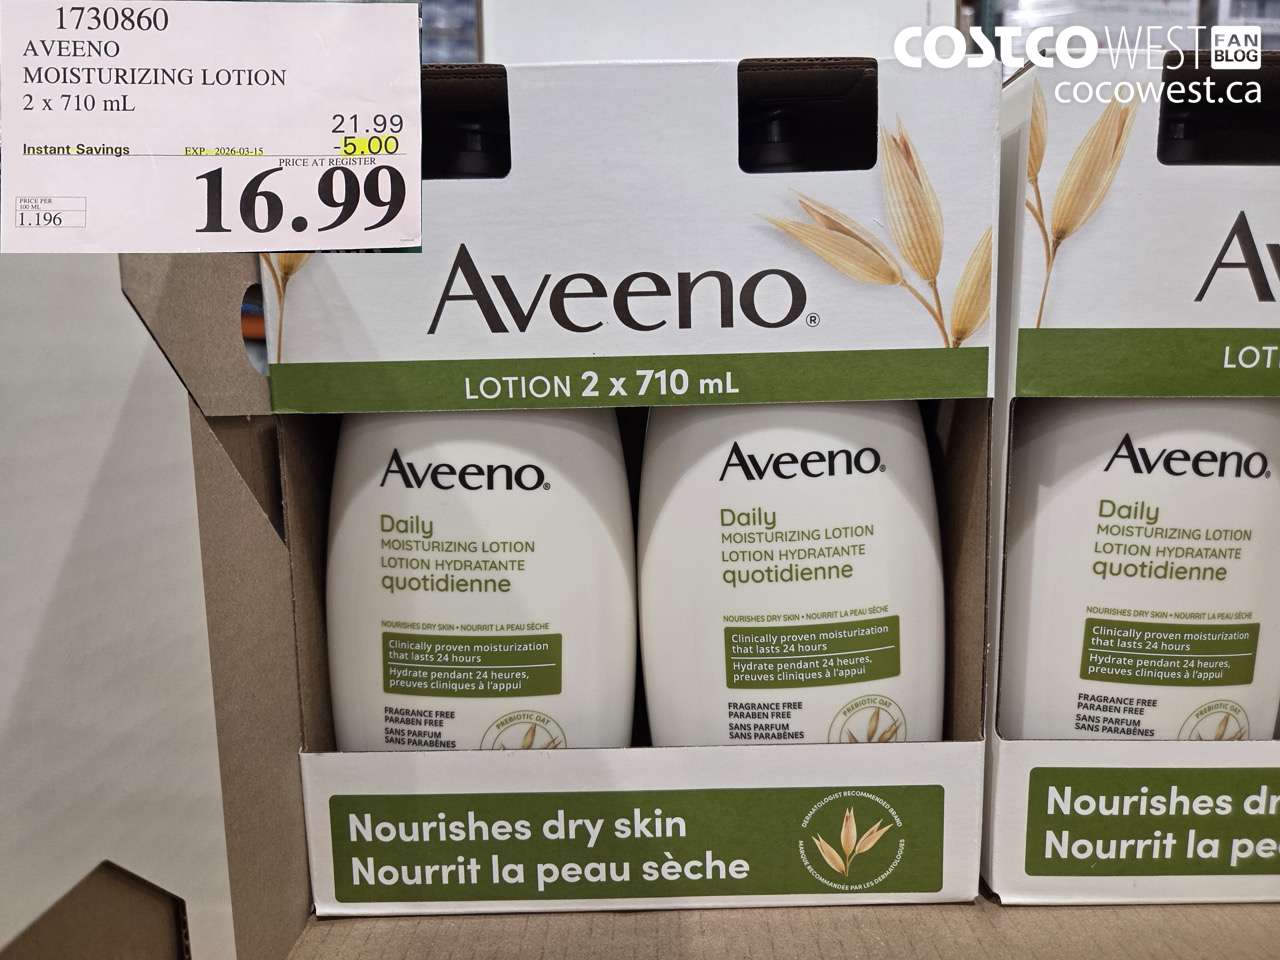 1730860
AVEENO
MOISTURIZING LOTION
2 x 710 mL
21.99
Instant Savings EXP. 2026-03-15 -5.00
PRICE AT REGISTER
16.99
PRICE PER
100 ML
1.196
COSTCO WEST FAN BLOG
cocowest.ca
Aveeno®
LOTION 2 x 710 mL
Aveeno®
Daily
MOISTURIZING LOTION
LOTION HYDRATANTE
quotidienne
NOURISHES DRY SKIN • NOURRIT LA PEAU SÈCHE
Clinically proven moisturization
that lasts 24 hours
Hydrate pendant 24 heures,
preuves cliniques à l'appui
FRAGRANCE FREE
PARABEN FREE
SANS PARFUM
SANS PARABÈNES
PREBIOTIC OAT
Aveeno®
Daily
MOISTURIZING LOTION
LOTION HYDRATANTE
quotidienne
NOURISHES DRY SKIN • NOURRIT LA PEAU SÈCHE
Clinically proven moisturization
that lasts 24 hours
Hydrate pendant 24 heures,
preuves cliniques à l'appui
FRAGRANCE FREE
PARABEN FREE
SANS PARFUM
SANS PARABÈNES
PREBIOTIC OAT
Nourishes dry skin
Nourrit la peau sèche
DERMATOLOGIST RECOMMENDED BRAND
MARQUE RECOMMANDÉE PAR LES DERMATOLOGUES
Av
LOT
Aveeno®
Daily
MOISTURIZING LOTION
LOTION HYDRATANTE
quotidienne
NOURISHES DRY SKIN • NOURRIT LA PEAU SÈCHE
Clinically proven moisturization
that lasts 24 hours
Hydrate pendant 24 heures,
preuves cliniques à l'appui
FRAGRANCE FREE
PARABEN FREE
SANS PARFUM
SANS PARABÈNES
PREBIOTIC OAT
Nourishes dr
Nourrit la pe